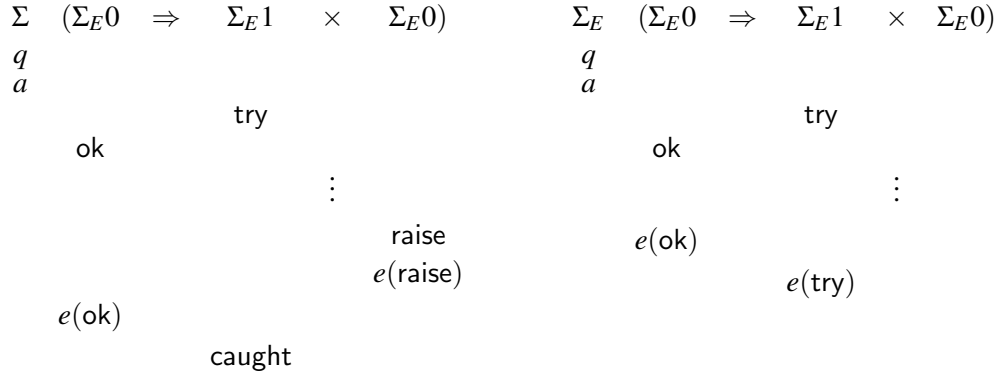 Σ (Σ_E0 ⇒ Σ_E1 × Σ_E0) Σ_E (Σ_E0 ⇒ Σ_E1 × Σ_E0)
q q
a a
try try
ok ok
⋮ ⋮
raise e(ok)
e(raise) e(try)
e(ok)
caught